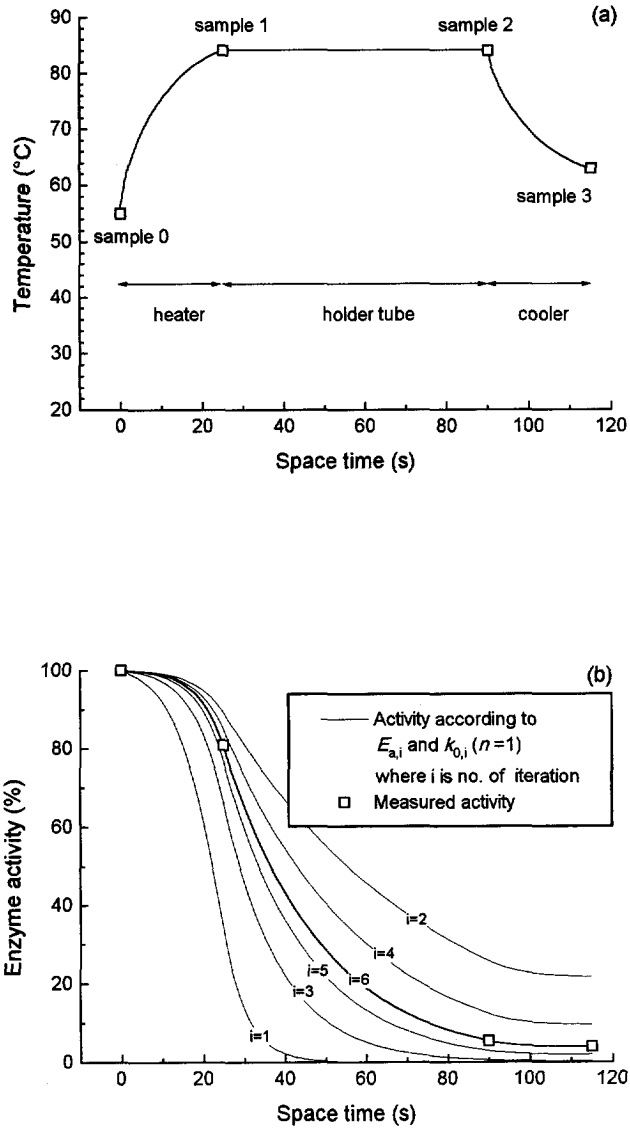 (a)
90
80
70
60
50
40
30
20
Temperature (°C)
sample 1
sample 2
sample 3
sample 0
heater
holder tube
cooler
0
20
40
60
80
100
120
Space time (s)
(b)
100
80
60
40
20
0
Enzyme activity (%)
Activity according to
Ea,i and k0,i (n=1)
where i is no. of iteration
Measured activity
i=2
i=4
i=5
i=6
i=3
i=1
0
20
40
60
80
100
120
Space time (s)